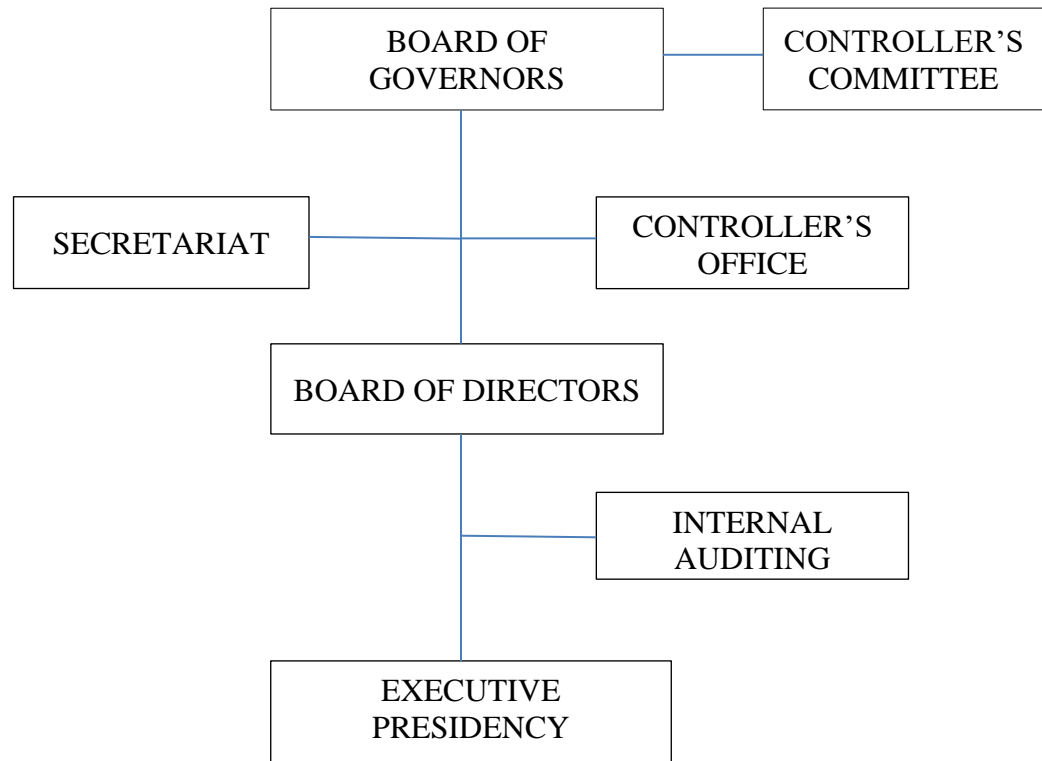 BOARD OF
GOVERNORS
CONTROLLER’S
COMMITTEE
SECRETARIAT
CONTROLLER’S
OFFICE
BOARD OF DIRECTORS
INTERNAL
AUDITING
EXECUTIVE
PRESIDENCY